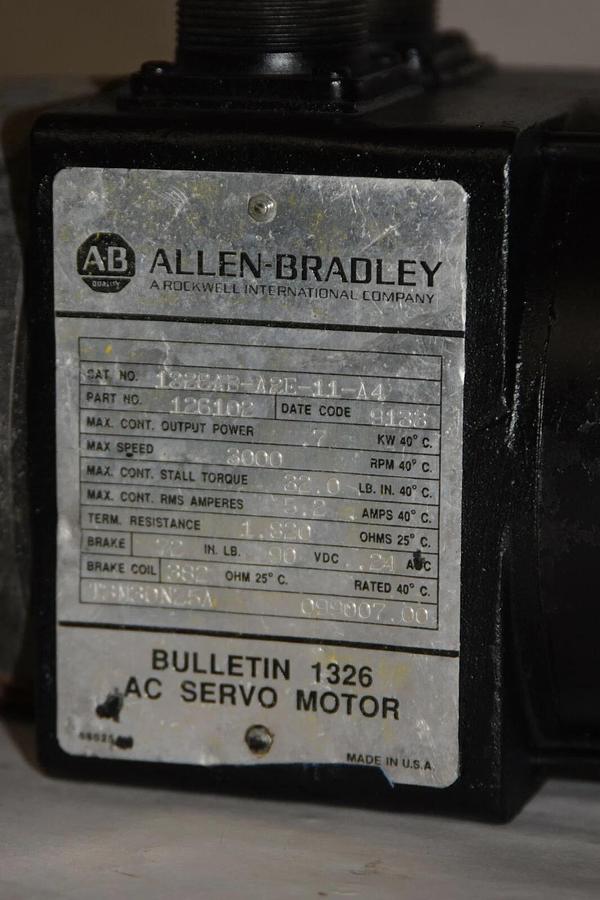 AB
QUALITY
ALLEN-BRADLEY
A ROCKWELL INTERNATIONAL COMPANY
CAT NO. 1326AB-A2E-11-A4
PART NO. 126102 DATE CODE 9133
MAX. CONT. OUTPUT POWER .7 KW 40° C.
MAX SPEED 3000 RPM 40° C.
MAX. CONT. STALL TORQUE 32.0 LB. IN. 40° C.
MAX. CONT. RMS AMPERES 5.2 AMPS 40° C.
TERM. RESISTANCE 1.820 OHMS 25° C.
BRAKE 72 IN. LB. 90 VDC .24 ADC
BRAKE COIL 382 OHM 25° C. RATED 40° C.
TSM30N25A 099007.00
BULLETIN 1326
AC SERVO MOTOR
MADE IN U.S.A.